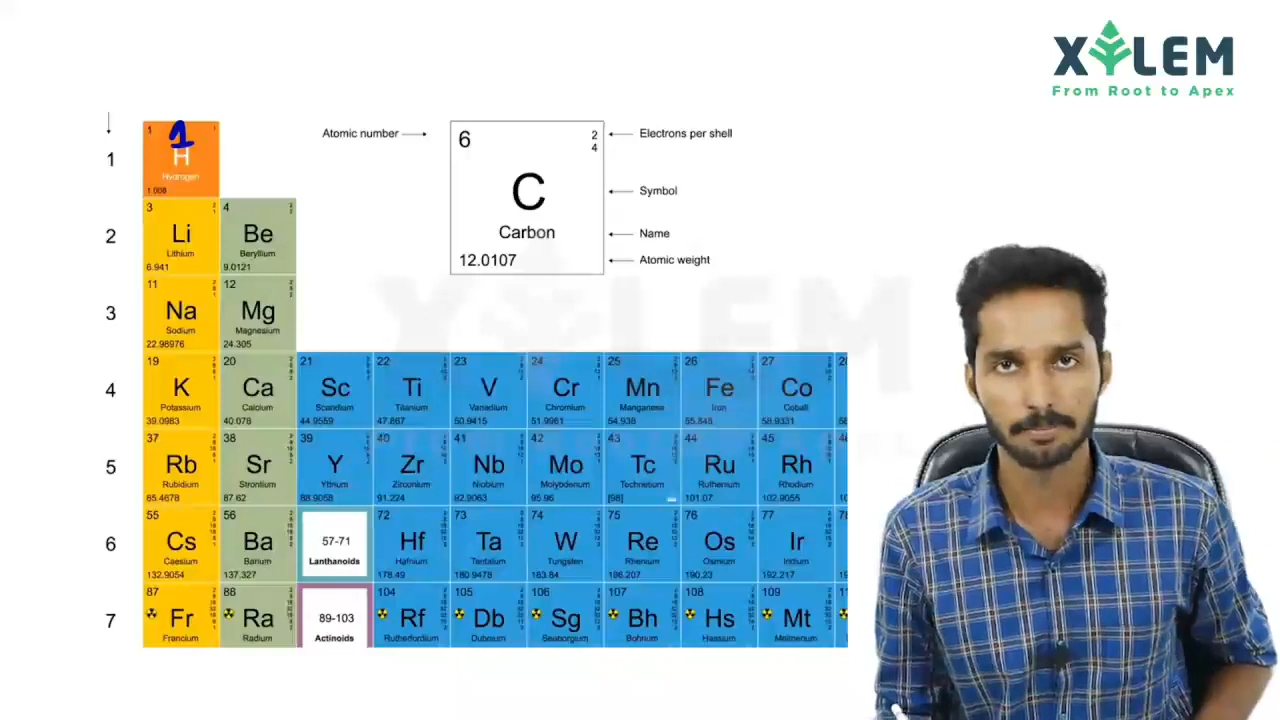 XYLEM
From Root to Apex
Atomic number
6
2
4
C
Carbon
12.0107
Electrons per shell
Symbol
Name
Atomic weight
1
1
1
1
H
Hydrogen
1.008
2
3
Li
Lithium
6.941
4
Be
Beryllium
9.0121
3
11
Na
Sodium
22.98976
12
Mg
Magnesium
24.305
4
19
K
Potassium
39.0983
20
Ca
Calcium
40.078
21
Sc
Scandium
44.9559
22
Ti
Titanium
47.867
23
V
Vanadium
50.9415
24
Cr
Chromium
51.9961
25
Mn
Manganese
54.938
26
Fe
Iron
55.845
27
Co
Cobalt
58.9331
5
37
Rb
Rubidium
85.4678
38
Sr
Strontium
87.62
39
Y
Yttrium
88.9058
40
Zr
Zirconium
91.224
41
Nb
Niobium
92.9063
42
Mo
Molybdenum
95.96
43
Tc
Technetium
[98]
44
Ru
Ruthenium
101.07
45
Rh
Rhodium
102.9055
6
55
Cs
Caesium
132.9054
56
Ba
Barium
137.327
57-71
Lanthanoids
72
Hf
Hafnium
178.49
73
Ta
Tantalum
180.9478
74
W
Tungsten
183.84
75
Re
Rhenium
186.207
76
Os
Osmium
190.23
77
Ir
Iridium
192.217
7
87
Fr
Francium
88
Ra
Radium
89-103
Actinoids
104
Rf
Rutherfordium
105
Db
Dubnium
106
Sg
Seaborgium
107
Bh
Bohrium
108
Hs
Hassium
109
Mt
Meitnerium